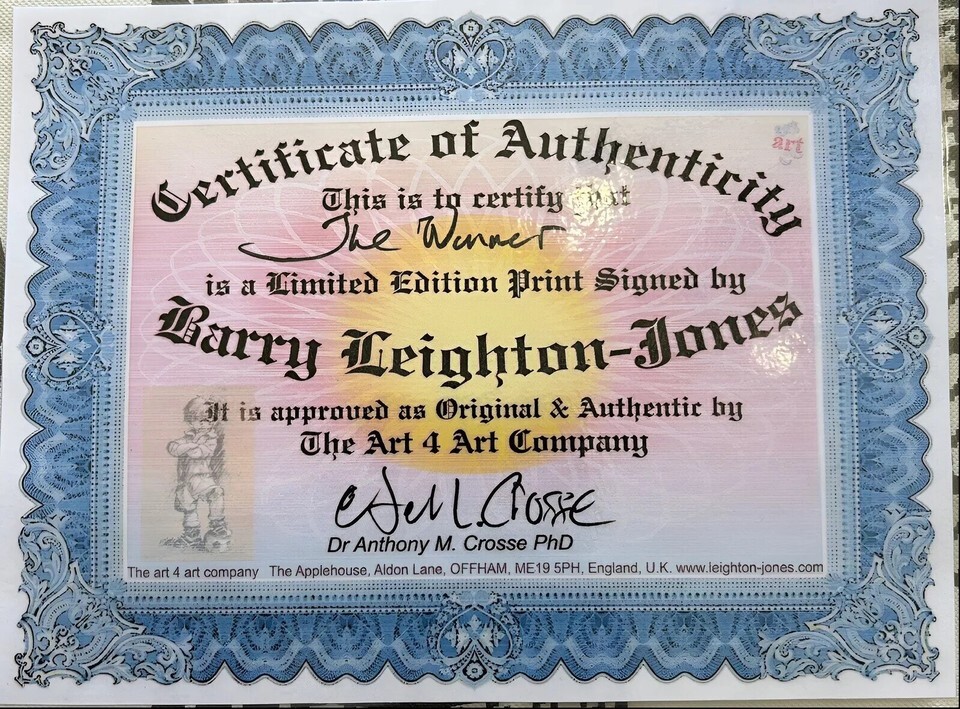 Certificate of Authenticity
art
This is to certify that
The Winner
is a Limited Edition Print Signed by
Barry Leighton-Jones
It is approved as Original & Authentic by
The Art 4 Art Company
Crosse
Dr Anthony M. Crosse PhD
The art 4 art company The Applehouse, Aldon Lane, OFFHAM, ME19 5PH, England, U.K. www.leighton-jones.com